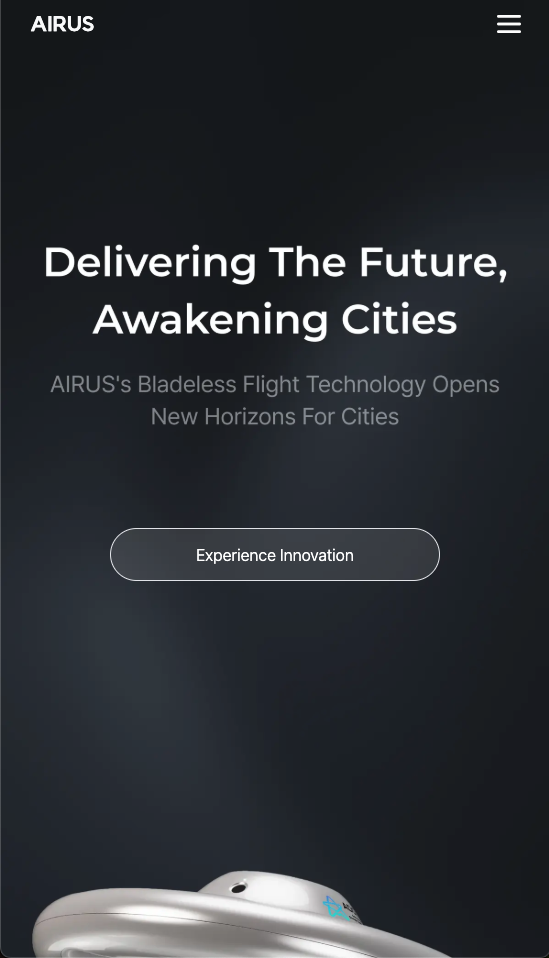 AIRUS
Delivering The Future,
Awakening Cities
AIRUS's Bladeless Flight Technology Opens
New Horizons For Cities
Experience Innovation